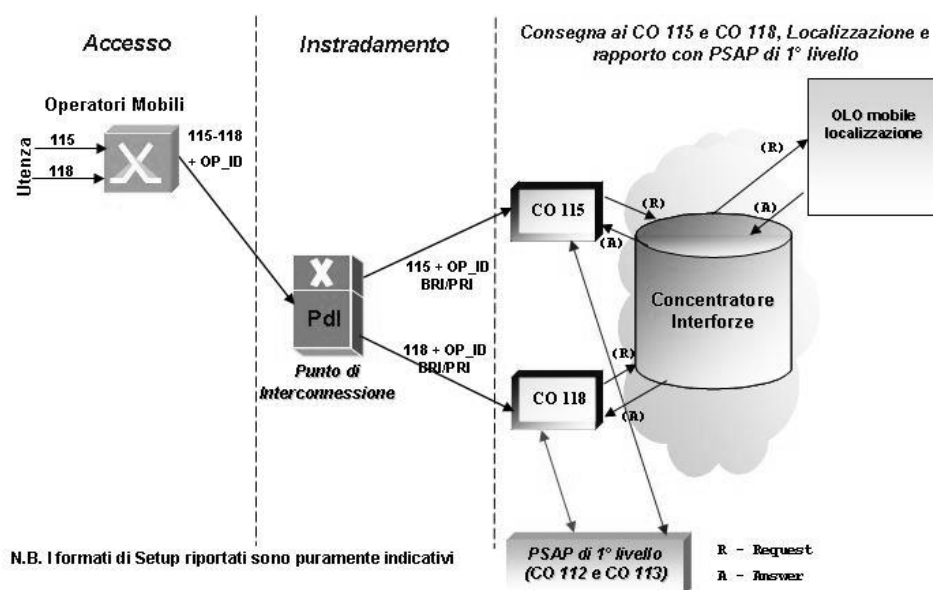 Accesso
Instradamento
Consegna ai CO 115 e CO 118, Localizzazione e
rapporto con PSAP di 1° livello
Operatori Mobili
115
118
Utenza
115-118
+ OP_ID
OLO mobile
localizzazione
(R)
(A)
CO 115
(R)
(A)
115 + OP_ID
BRI/PRI
PdI
Concentratore
Interforze
118 + OP_ID
BRI/PRI
(R)
Punto di
Interconnessione
CO 118
(A)
N.B. I formati di Setup riportati sono puramente indicativi
PSAP di 1° livello
(CO 112 e CO 113)
R - Request
A - Answer